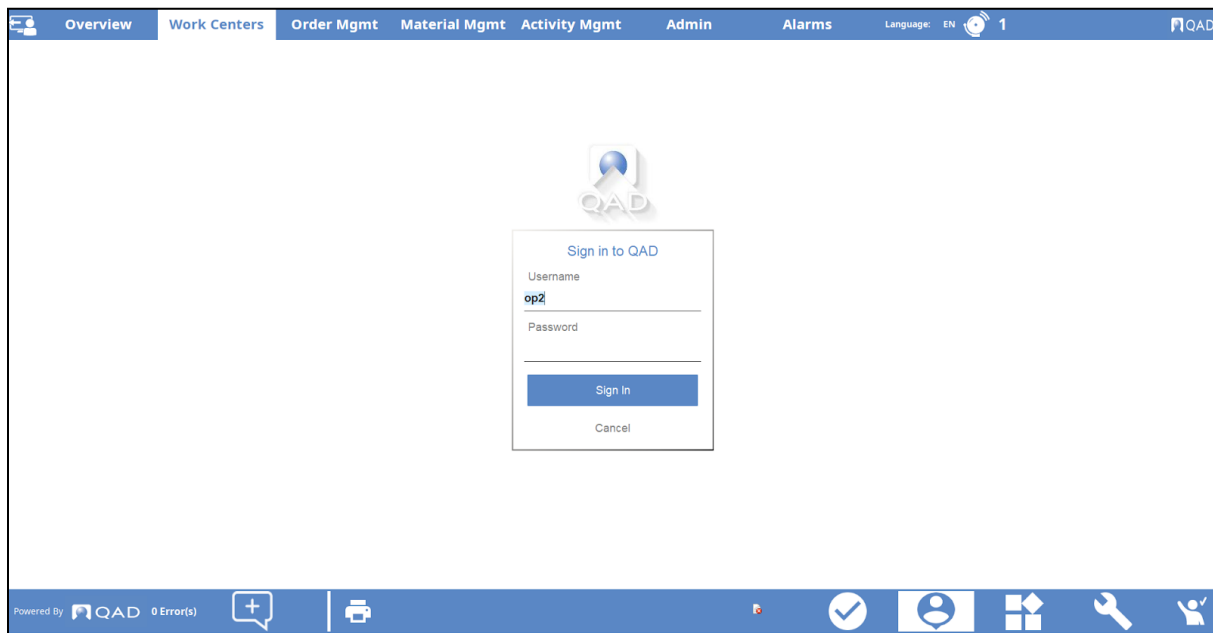 Overview Work Centers Order Mgmt Material Mgmt Activity Mgmt Admin Alarms Language: EN 1 QAD
QAD
Sign in to QAD
Username
op2
Password
Sign In
Cancel
Powered By QAD 0 Error(s)